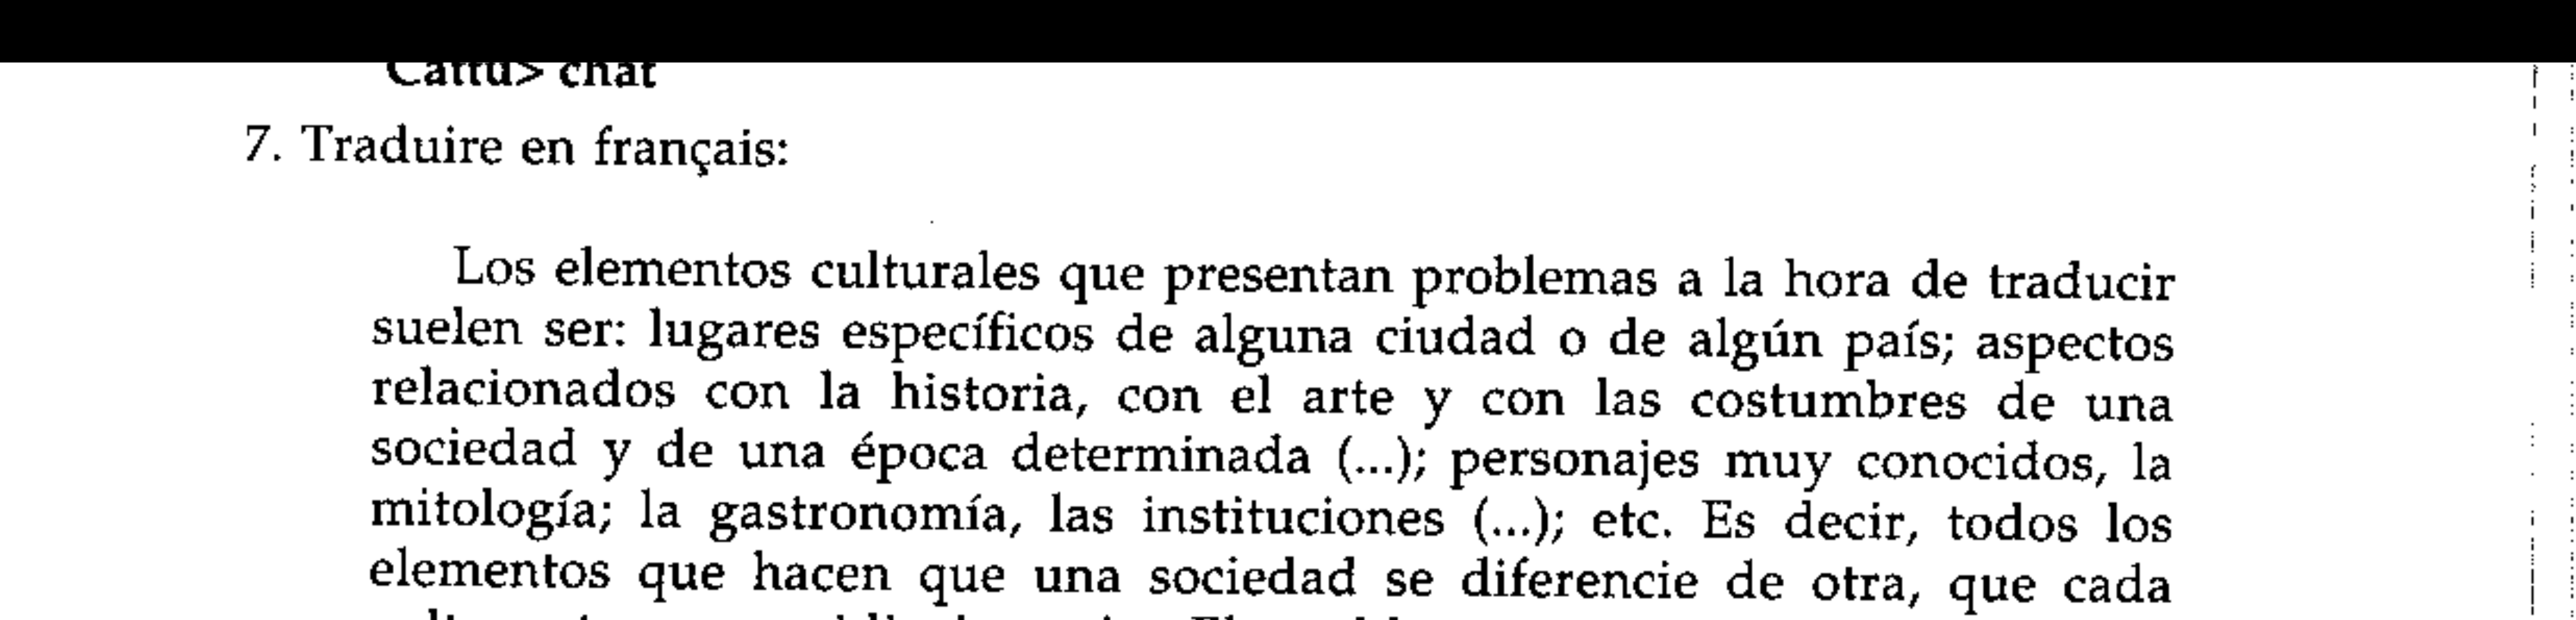 Cattu> chat
7. Traduire en français:
Los elementos culturales que presentan problemas a la hora de traducir
suelen ser: lugares específicos de alguna ciudad o de algún país; aspectos
relacionados con la historia, con el arte y con las costumbres de una
sociedad y de una época determinada (...); personajes muy conocidos, la
mitología; la gastronomía, las instituciones (...); etc. Es decir, todos los
elementos que hacen que una sociedad se diferencie de otra, que cada